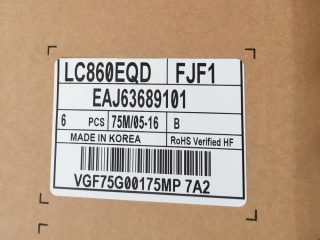 LC860EQD FJF1
EAJ63689101
6 PCS 75M/05-16 B
MADE IN KOREA RoHS Verified HF
VGF75G00175MP 7A2